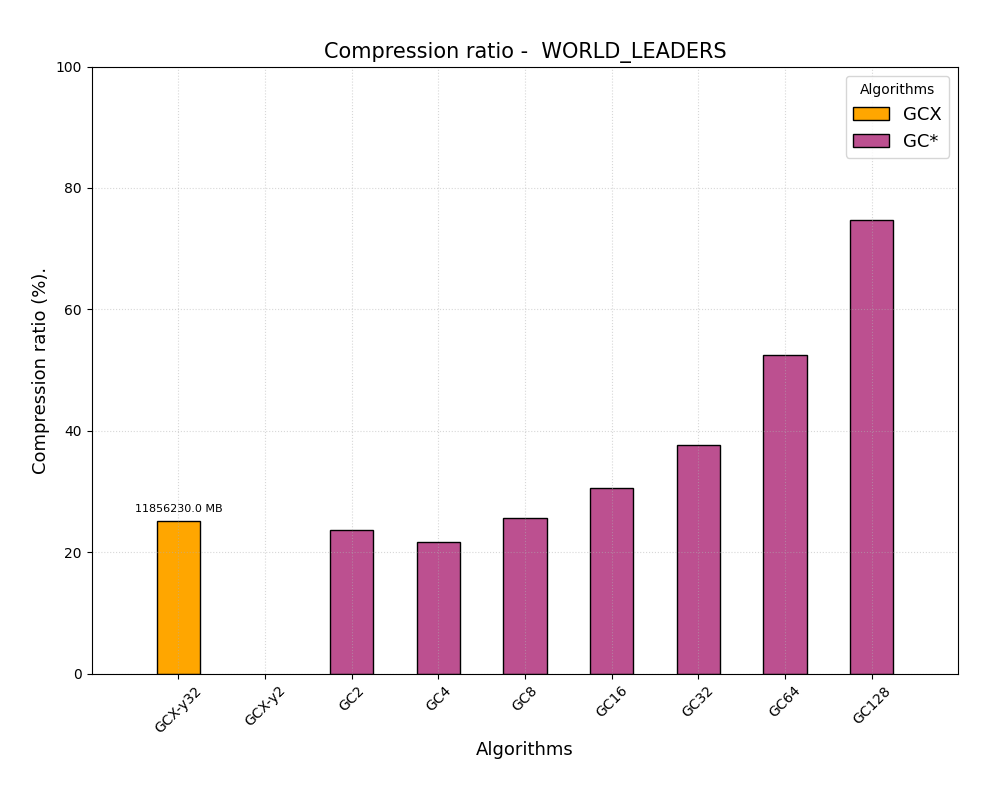 Compression ratio -  WORLD_LEADERS
100
80
60
40
20
0
Compression ratio (%).
Algorithms
GCX
GC*
11856230.0 MB
GCX-y32
GCX-y2
GC2
GC4
GC8
GC16
GC32
GC64
GC128
Algorithms